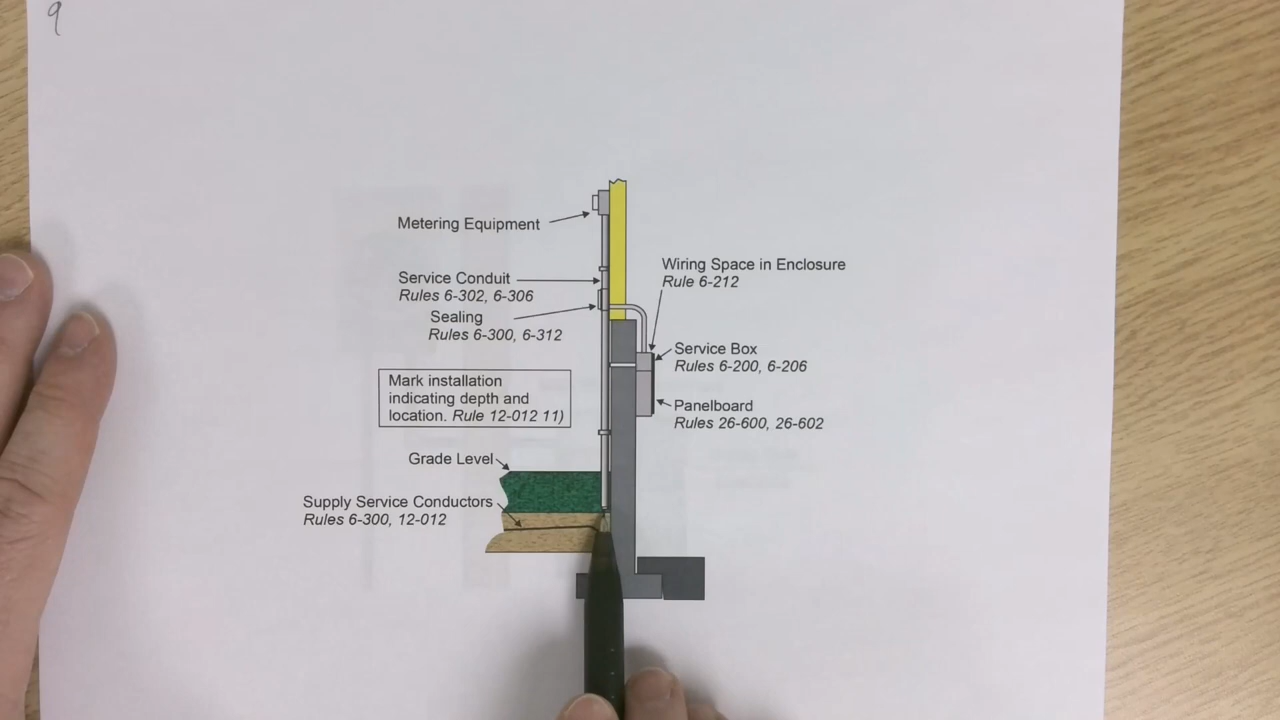 9
Metering Equipment
Service Conduit
Rules 6-302, 6-306
Sealing
Rules 6-300, 6-312
Wiring Space in Enclosure
Rule 6-212
Service Box
Rules 6-200, 6-206
Mark installation
indicating depth and
location. Rule 12-012 11)
Panelboard
Rules 26-600, 26-602
Grade Level
Supply Service Conductors
Rules 6-300, 12-012